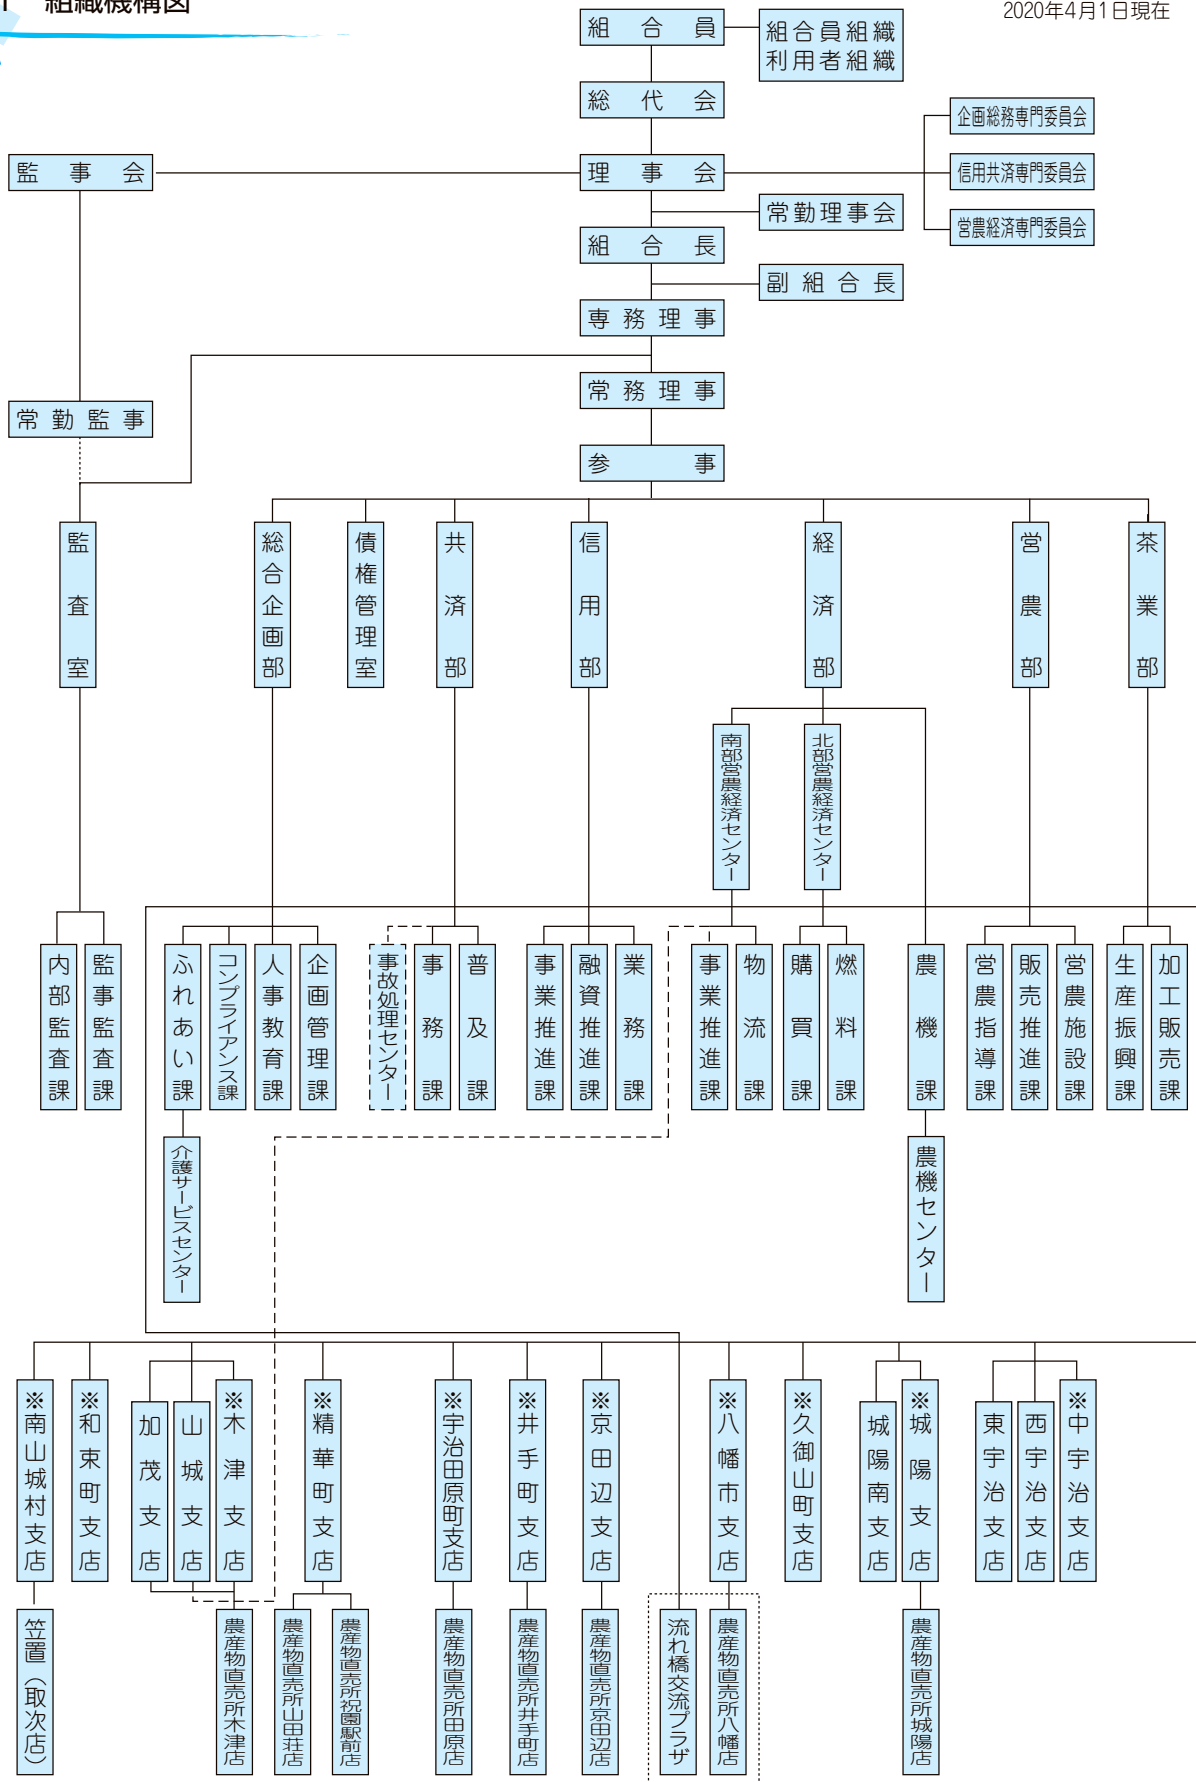 組織機構図
2020年4月1日現在
組合員
組合員組織
利用者組織
総代会
企画総務専門委員会
監事会
理事会
信用共済専門委員会
常勤理事会
営農経済専門委員会
組合長
副組合長
専務理事
常務理事
常勤監事
参事
監査室
総合企画部
債権管理室
共済部
信用部
経済部
営農部
茶業部
南部営農経済センター
北部営農経済センター
内部監査課
監事監査課
ふれあい課
コンプライアンス課
人事教育課
企画管理課
事故処理センター
事務課
普及課
事業推進課
融資推進課
業務課
事業推進課
物流課
購買課
燃料課
農機課
営農指導課
販売推進課
営農施設課
生産振興課
加工販売課
介護サービスセンター
農機センター
※南山城村支店
※和束町支店
加茂支店
山城支店
※木津支店
※精華町支店
※宇治田原町支店
※井手町支店
※京田辺支店
※八幡市支店
※久御山町支店
城陽南支店
※城陽支店
東宇治支店
西宇治支店
※中宇治支店
笠置（取次店）
農産物直売所木津店
農産物直売所山田荘店
農産物直売所祝園駅前店
農産物直売所田原店
農産物直売所井手町店
農産物直売所京田辺店
流れ橋交流プラザ
農産物直売所八幡店
農産物直売所城陽店